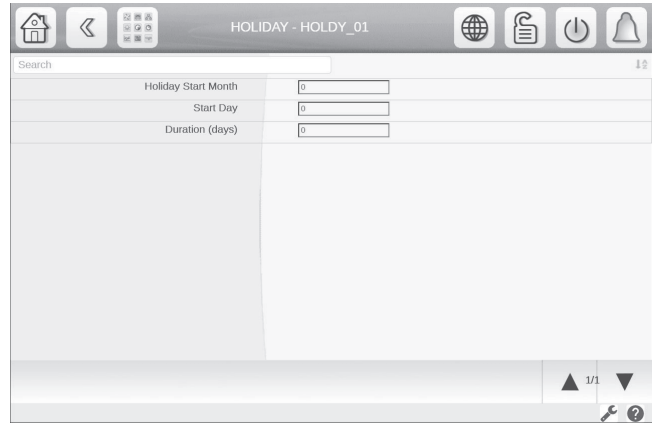 HOLIDAY - HOLDY_01
Search
Holiday Start Month 0
Start Day 0
Duration (days) 0
1/1